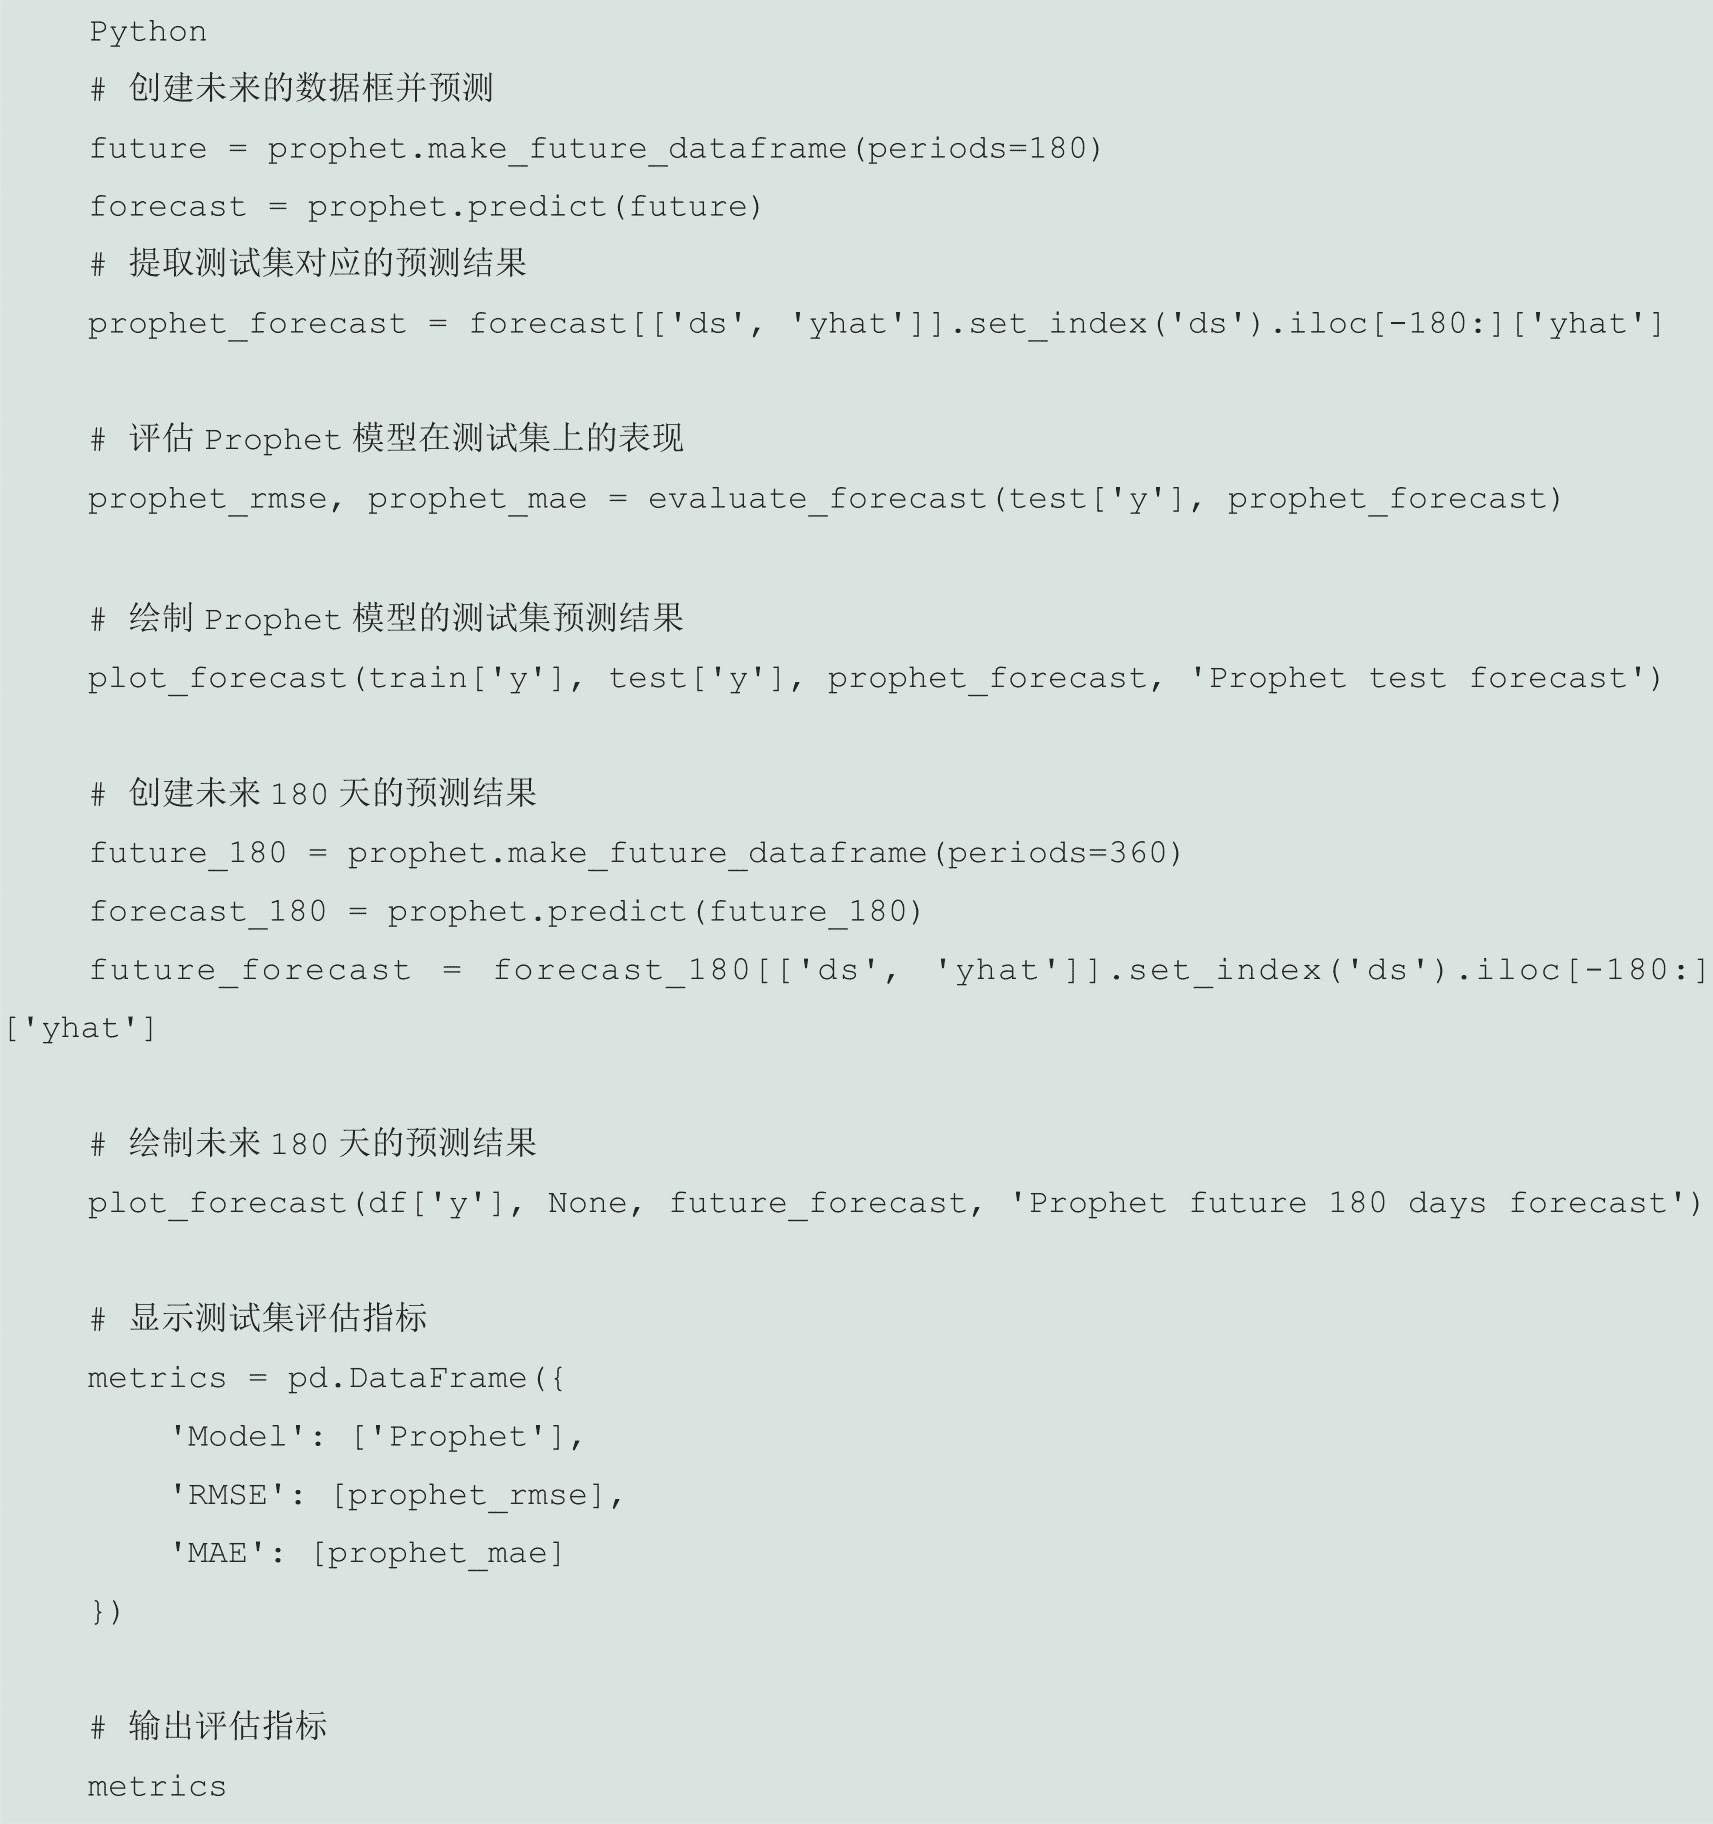 Python
# 创建未来的数据框并预测
future = prophet.make_future_dataframe(periods=180)
forecast = prophet.predict(future)
# 提取测试集对应的预测结果
prophet_forecast = forecast[['ds', 'yhat']].set_index('ds').iloc[-180:]['yhat']
# 评估 Prophet 模型在测试集上的表现
prophet_rmse, prophet_mae = evaluate_forecast(test['y'], prophet_forecast)
# 绘制 Prophet 模型的测试集预测结果
plot_forecast(train['y'], test['y'], prophet_forecast, 'Prophet test forecast')
# 创建未来 180 天的预测结果
future_180 = prophet.make_future_dataframe(periods=360)
forecast_180 = prophet.predict(future_180)
future_forecast = forecast_180[['ds', 'yhat']].set_index('ds').iloc[-180:]
['yhat']
# 绘制未来 180 天的预测结果
plot_forecast(df['y'], None, future_forecast, 'Prophet future 180 days forecast')
# 显示测试集评估指标
metrics = pd.DataFrame({
    'Model': ['Prophet'],
    'RMSE': [prophet_rmse],
    'MAE': [prophet_mae]
})
# 输出评估指标
metrics